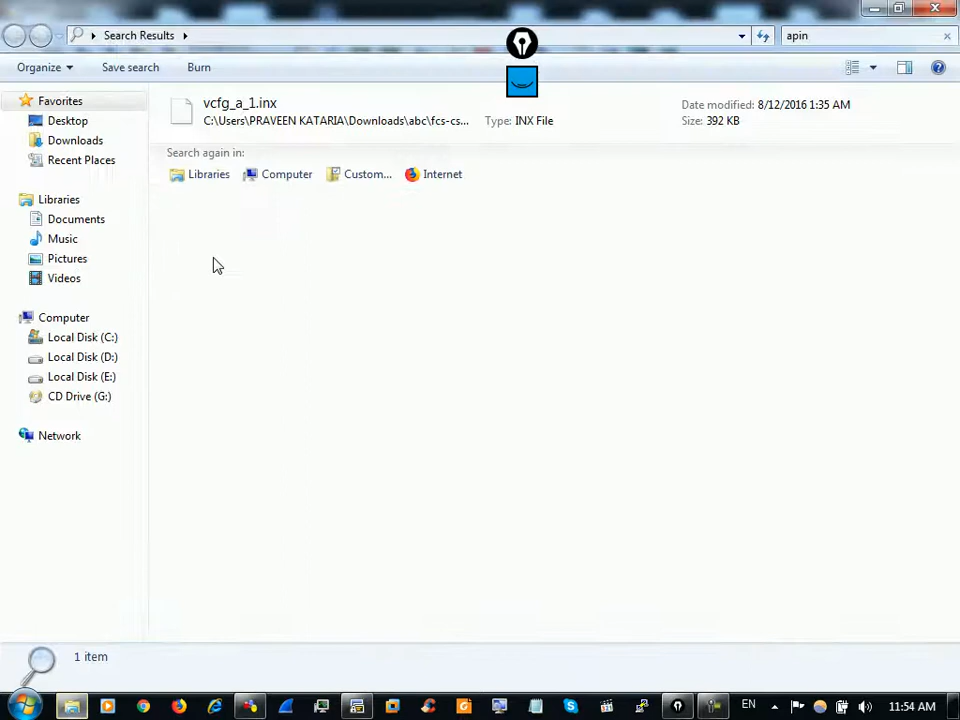 Search Results
apin
Organize
Save search
Burn
Favorites
Desktop
Downloads
Recent Places
Libraries
Documents
Music
Pictures
Videos
Computer
Local Disk (C:)
Local Disk (D:)
Local Disk (E:)
CD Drive (G:)
Network
vcfg_a_1.inx
C:\Users\PRAVEEN KATARIA\Downloads\abc\fcs-cs...
Type: INX File
Date modified: 8/12/2016 1:35 AM
Size: 392 KB
Search again in:
Libraries
Computer
Custom...
Internet
1 item
EN
11:54 AM